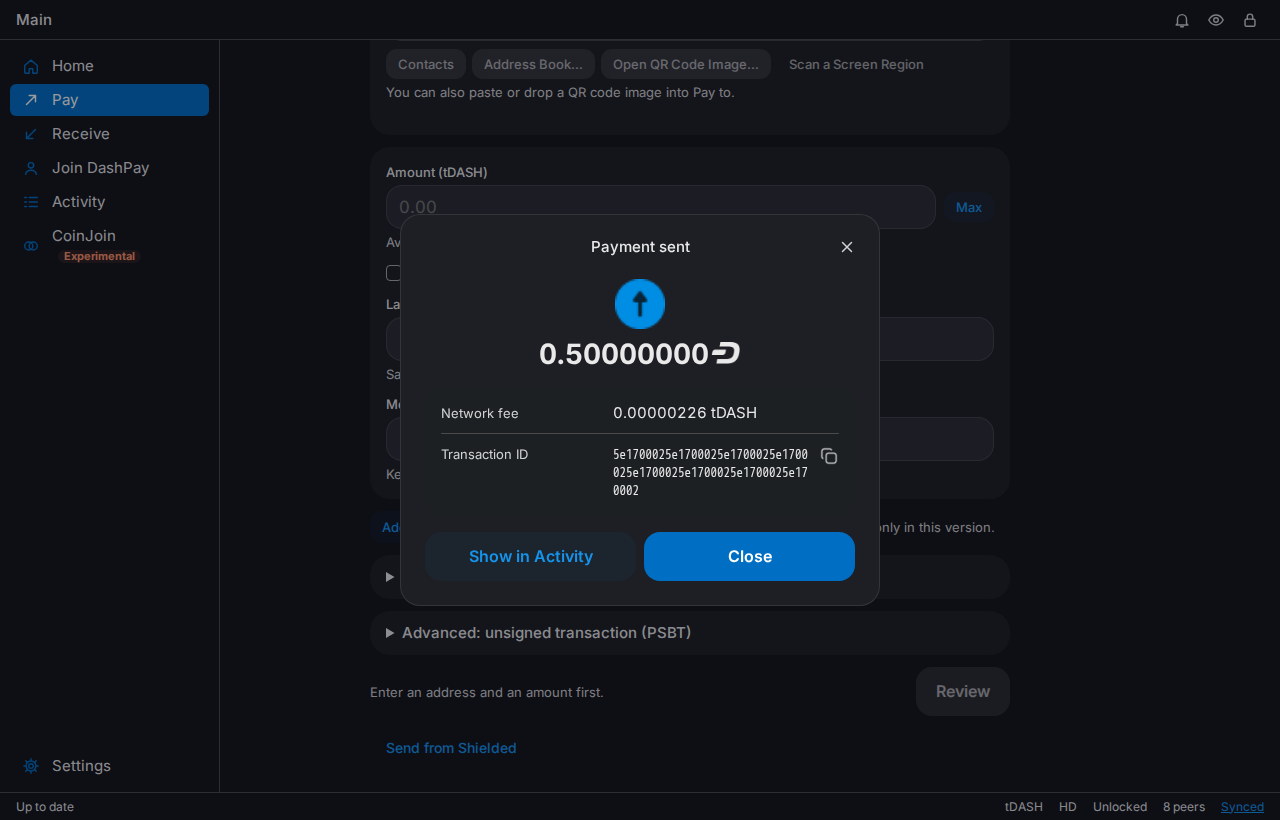 Main
Home
Pay
Receive
Join DashPay
Activity
CoinJoin
Experimental
Settings
Contacts
Address Book...
Open QR Code Image...
Scan a Screen Region
You can also paste or drop a QR code image into Pay to.
Amount (tDASH)
0.00
Max
Payment sent
0.50000000
Network fee
0.00000226 tDASH
Transaction ID
5e1700025e1700025e1700025e1700
025e1700025e1700025e1700025e17
0002
Show in Activity
Close
only in this version.
Advanced: unsigned transaction (PSBT)
Enter an address and an amount first.
Review
Send from Shielded
Up to date
tDASH
HD
Unlocked
8 peers
Synced